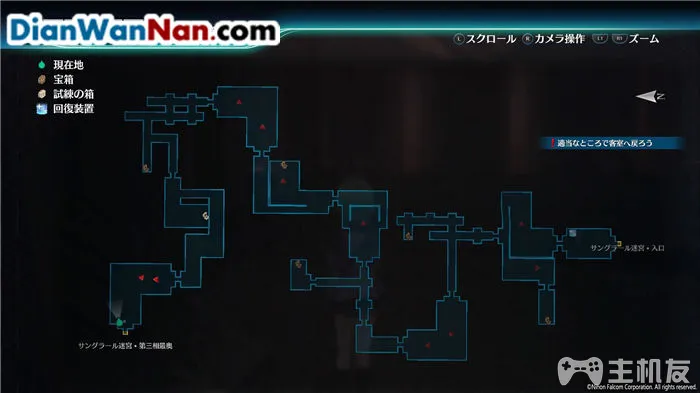 DianWanNan.com
L スクロール R カメラ操作 L1 R1 ズーム
現在地
宝箱
試練の箱
回復装置
N
適当なところで客室へ戻ろう
サングラール迷宮・入口
サングラール迷宮・第三相最奥
主机友
©Nihon Falcom Corporation. All rights reserved.